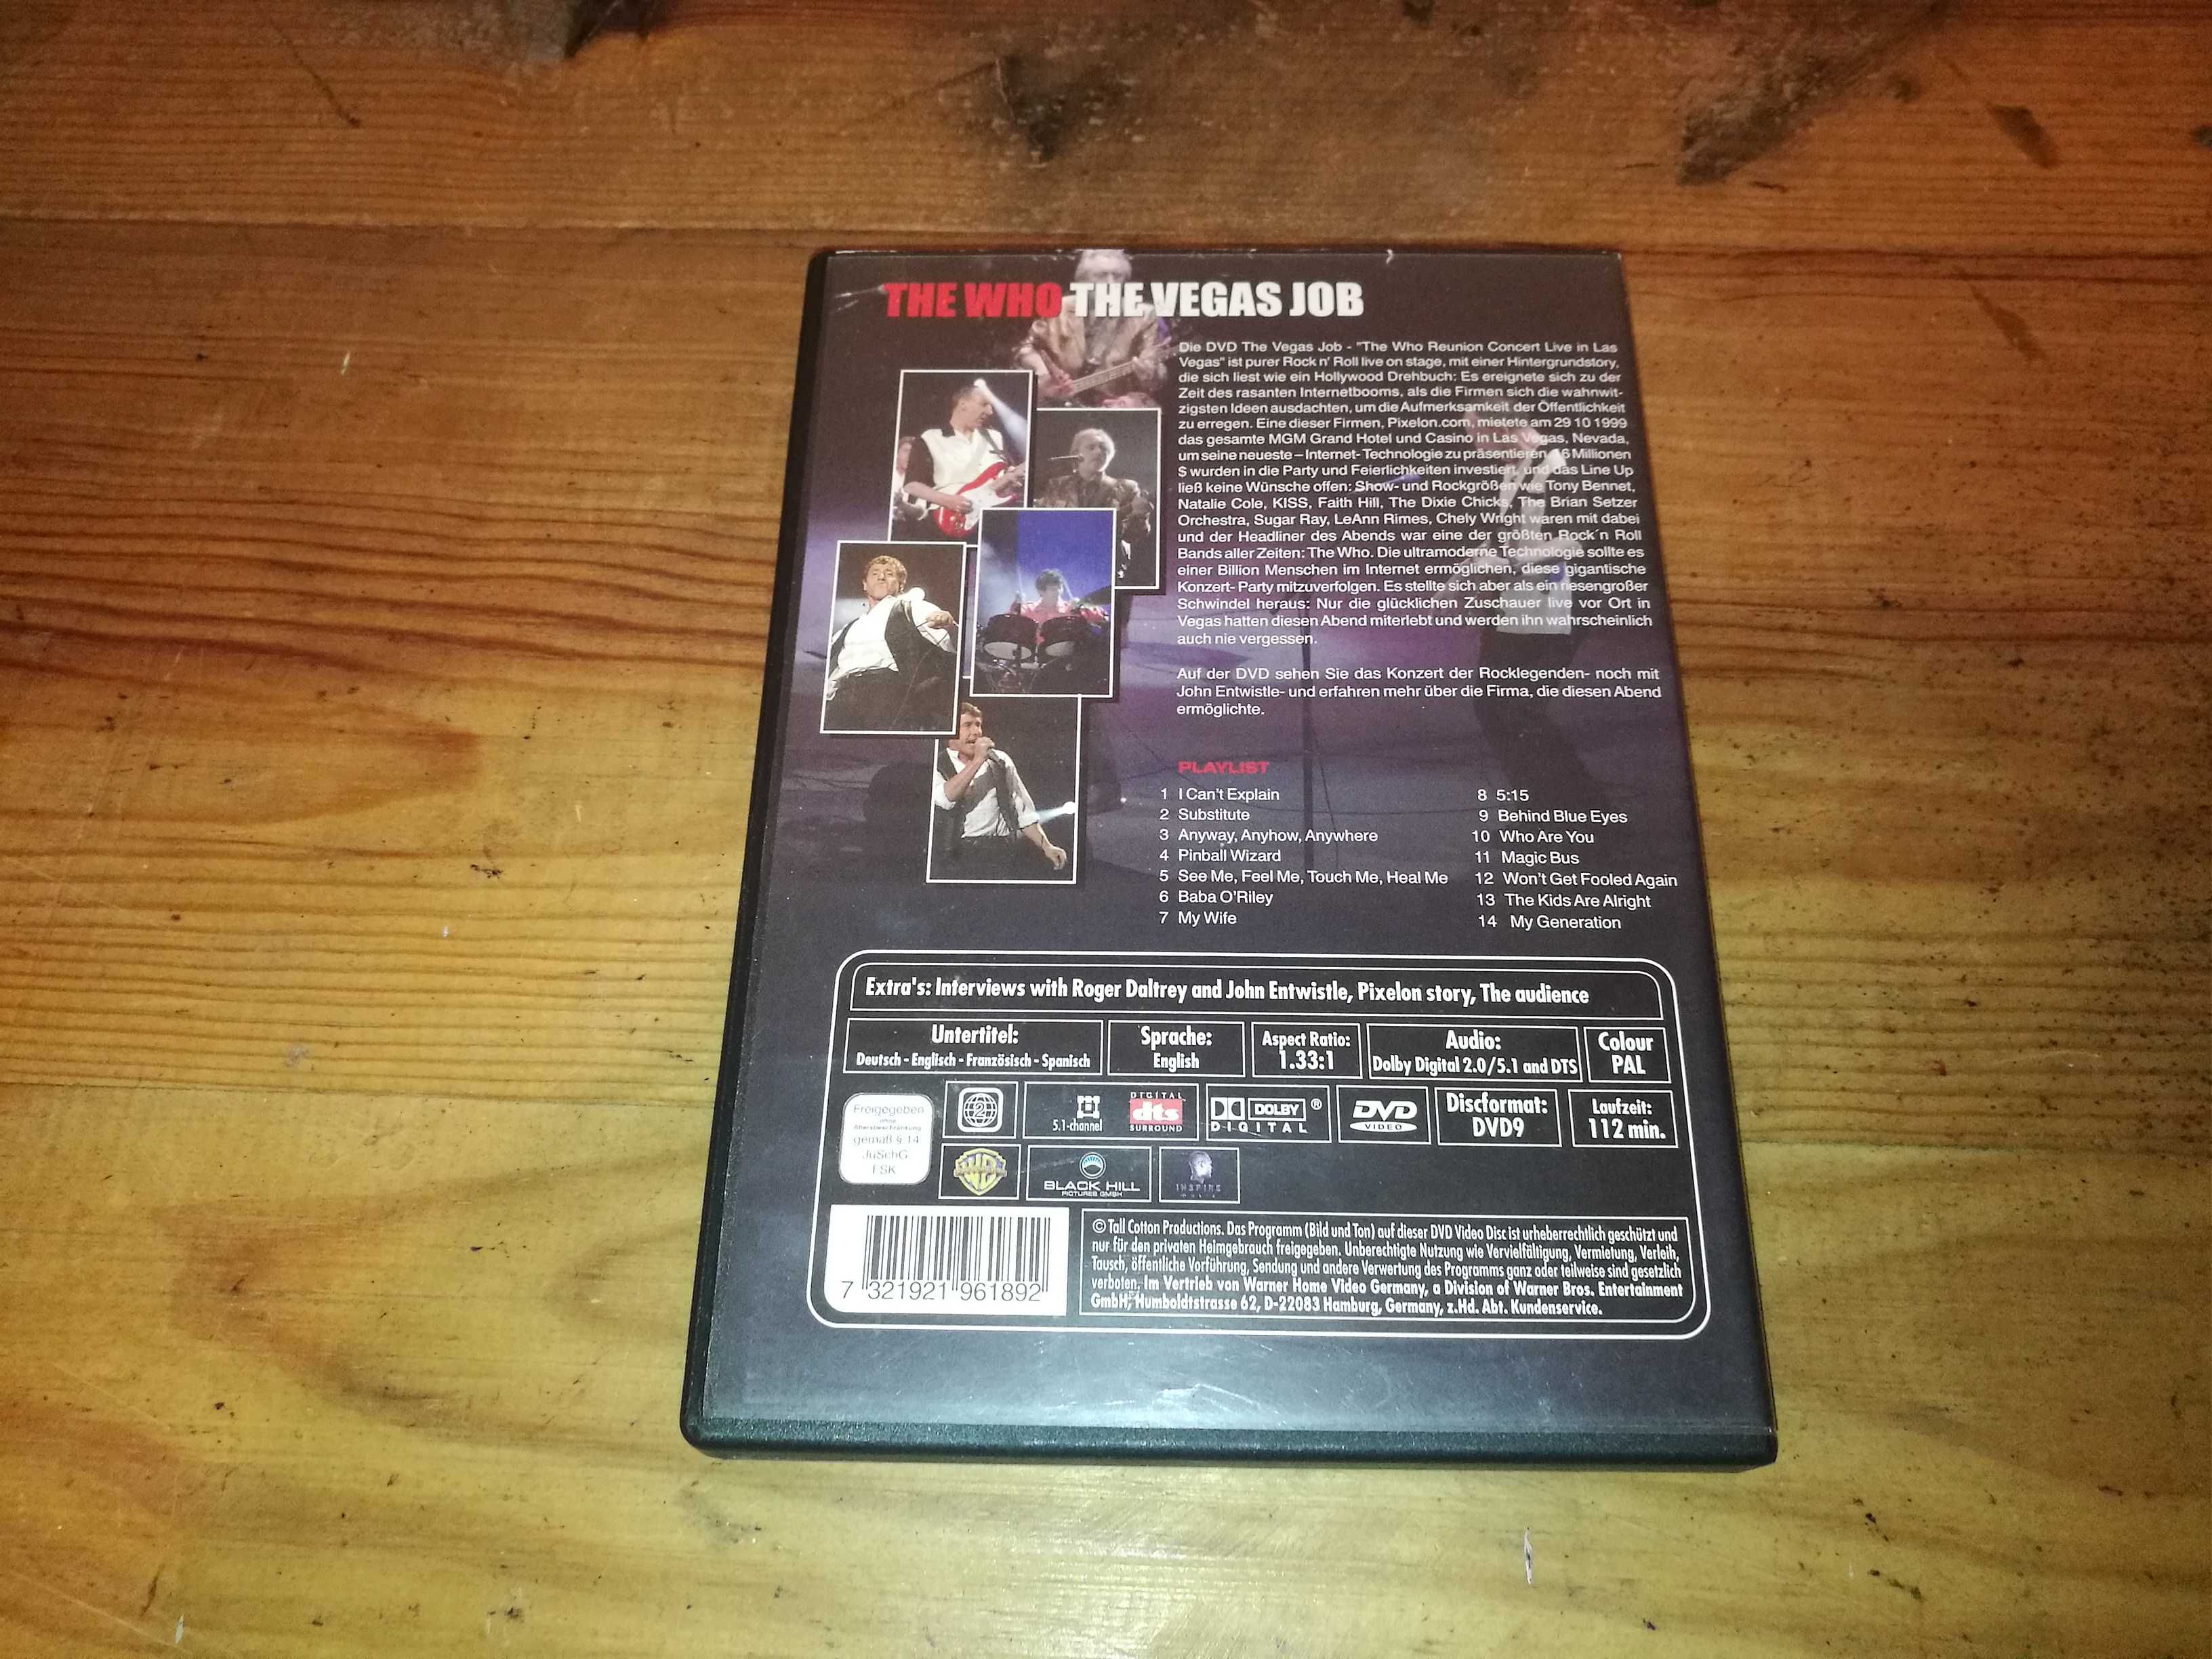 THE WHO THE VEGAS JOB
Die DVD The Vegas Job - "The Who Reunion Concert Live in Las
Vegas" ist purer Rock n' Roll live on stage, mit einer Hintergrundstory,
die sich liest wie ein Hollywood Drehbuch: Es ereignete sich zu der
Zeit des rasanten Internetbooms, als die Firmen sich die wahnwit-
zigsten Ideen ausdachten, um die Aufmerksamkeit der Öffentlichkeit
zu erregen. Eine dieser Firmen, Pixelon.com, mietete am 29 10 1999
das gesamte MGM Grand Hotel und Casino in Las Vegas, Nevada,
um seine neueste – Internet- Technologie zu präsentieren. 16 Millionen
$ wurden in die Party und Feierlichkeiten investiert, und das Line Up
ließ keine Wünsche offen: Show- und Rockgrößen wie Tony Bennet,
Natalie Cole, KISS, Faith Hill, The Dixie Chicks, The Brian Setzer
Orchestra, Sugar Ray, LeAnn Rimes, Chely Wright waren mit dabei
und der Headliner des Abends war eine der größten Rock´n Roll
Bands aller Zeiten: The Who. Die ultramoderne Technologie sollte es
einer Billion Menschen im Internet ermöglichen, diese gigantische
Konzert- Party mitzuverfolgen. Es stellte sich aber als ein riesengroßer
Schwindel heraus: Nur die glücklichen Zuschauer live vor Ort in
Vegas hatten diesen Abend miterlebt und werden ihn wahrscheinlich
auch nie vergessen.
Auf der DVD sehen Sie das Konzert der Rocklegenden- noch mit
John Entwistle- und erfahren mehr über die Firma, die diesen Abend
ermöglichte.
PLAYLIST
1 I Can't Explain
2 Substitute
3 Anyway, Anyhow, Anywhere
4 Pinball Wizard
5 See Me, Feel Me, Touch Me, Heal Me
6 Baba O'Riley
7 My Wife
8 5:15
9 Behind Blue Eyes
10 Who Are You
11 Magic Bus
12 Won't Get Fooled Again
13 The Kids Are Alright
14 My Generation
Extra's: Interviews with Roger Daltrey and John Entwistle, Pixelon story, The audience
Untertitel:
Deutsch - Englisch - Französisch - Spanisch
Sprache:
English
Aspect Ratio:
1.33:1
Audio:
Dolby Digital 2.0/5.1 and DTS
Colour
PAL
Freigegeben
ohne
Altersbeschränkung
gemäß § 14
JuSchG
FSK
2
5.1-channel
DIGITAL
dts
SURROUND
DOLBY ®
DIGITAL
DVD
VIDEO
Discformat:
DVD9
Laufzeit:
112 min.
WB
BLACK HILL
PICTURES GMBH
INSPIRE
7 321921 961892
© Tall Cotton Productions. Das Programm (Bild und Ton) auf dieser DVD Video Disc ist urheberrechtlich geschützt und
nur für den privaten Heimgebrauch freigegeben. Unberechtigte Nutzung wie Vervielfältigung, Vermietung, Verleih,
Tausch, öffentliche Vorführung, Sendung und andere Verwertung des Programms ganz oder teilweise sind gesetzlich
verboten. Im Vertrieb von Warner Home Video Germany, a Division of Warner Bros. Entertainment
GmbH, Humboldtstrasse 62, D-22083 Hamburg, Germany, z.Hd. Abt. Kundenservice.